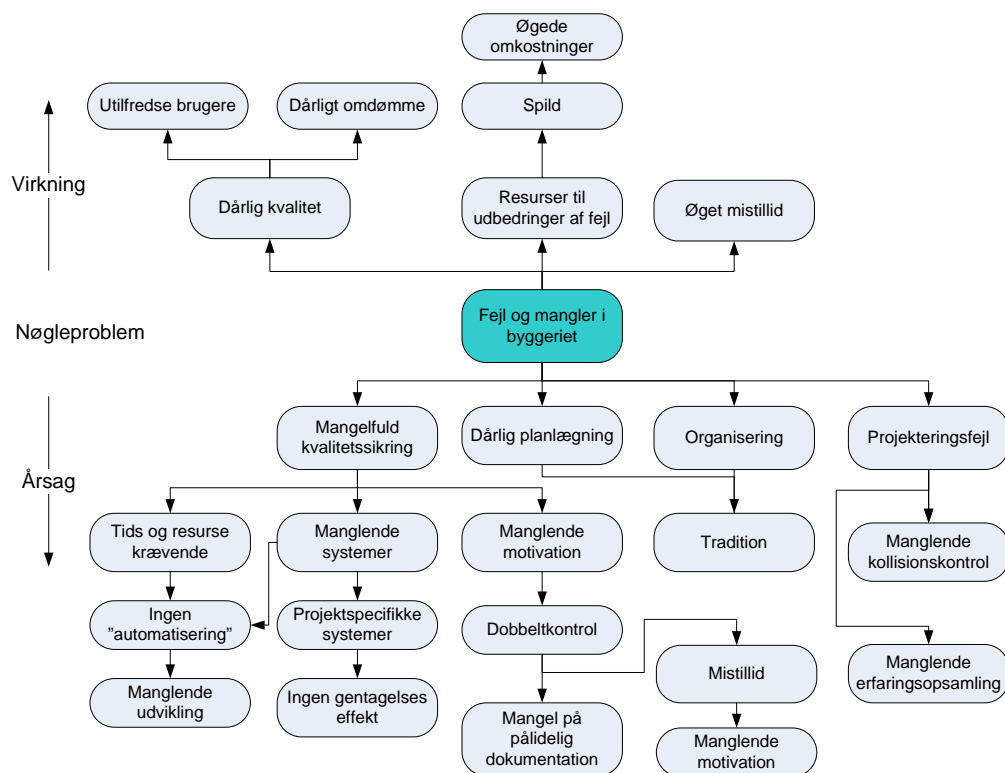 Øgede
omkostninger
Utilfredse brugere
Dårligt omdømme
Spild
Virkning
Dårlig kvalitet
Resurser til
udbedringer af fejl
Øget mistillid
Nøgleproblem
Fejl og mangler i
byggeriet
Mangelfuld
kvalitetssikring
Dårlig planlægning
Organisering
Projekteringsfejl
Årsag
Tids og resurse
krævende
Manglende
systemer
Manglende
motivation
Tradition
Manglende
kollisionskontrol
Ingen
”automatisering”
Projektspecifikke
systemer
Dobbeltkontrol
Mistillid
Manglende
erfaringsopsamling
Manglende
udvikling
Ingen gentagelses
effekt
Mangel på
pålidelig
dokumentation
Manglende
motivation